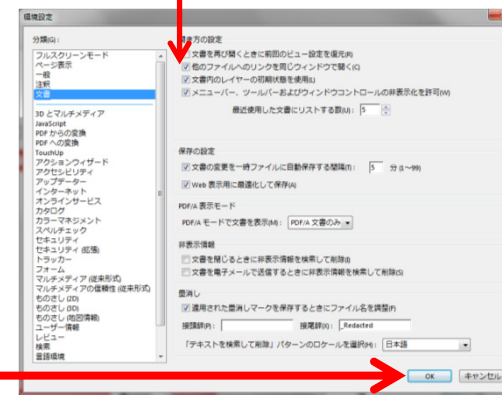 環境設定
分類(G):
フルスクリーンモード
ページ表示
一般
注釈
文書
3D とマルチメディア
JavaScript
PDF からの変換
PDF への変換
TouchUp
アクションウィザード
アクセシビリティ
アップデーター
インターネット
オンラインサービス
カタログ
カラーマネジメント
スペルチェック
セキュリティ
セキュリティ (拡張)
トラッカー
フォーム
マルチメディア (従来形式)
マルチメディアの信頼性 (従来形式)
ものさし (2D)
ものさし (3D)
ものさし (地図情報)
ユーザー情報
レビュー
検索
言語環境
き方の設定
文書を再び開くときに前回のビュー設定を復元(R)
他のファイルへのリンクを同じウィンドウで開く(C)
文書内のレイヤーの初期状態を使用(L)
メニューバー、ツールバーおよびウィンドウコントロールの非表示化を許可(W)
最近使用した文書にリストする数(U): 5
保存の設定
文書の変更を一時ファイルに自動保存する間隔(T): 5 分 (1～99)
Web 表示用に最適化して保存(A)
PDF/A 表示モード
PDF/A モードで文書を表示(M): PDF/A 文書のみ
非表示情報
文書を閉じるときに非表示情報を検索して削除(I)
文書を電子メールで送信するときに非表示情報を検索して削除(S)
墨消し
適用された墨消しマークを保存するときにファイル名を調整(F)
接頭辞(P): 接尾辞(X): _Redacted
「テキストを検索して削除」パターンのロケールを選択(H): 日本語
OK キャンセル